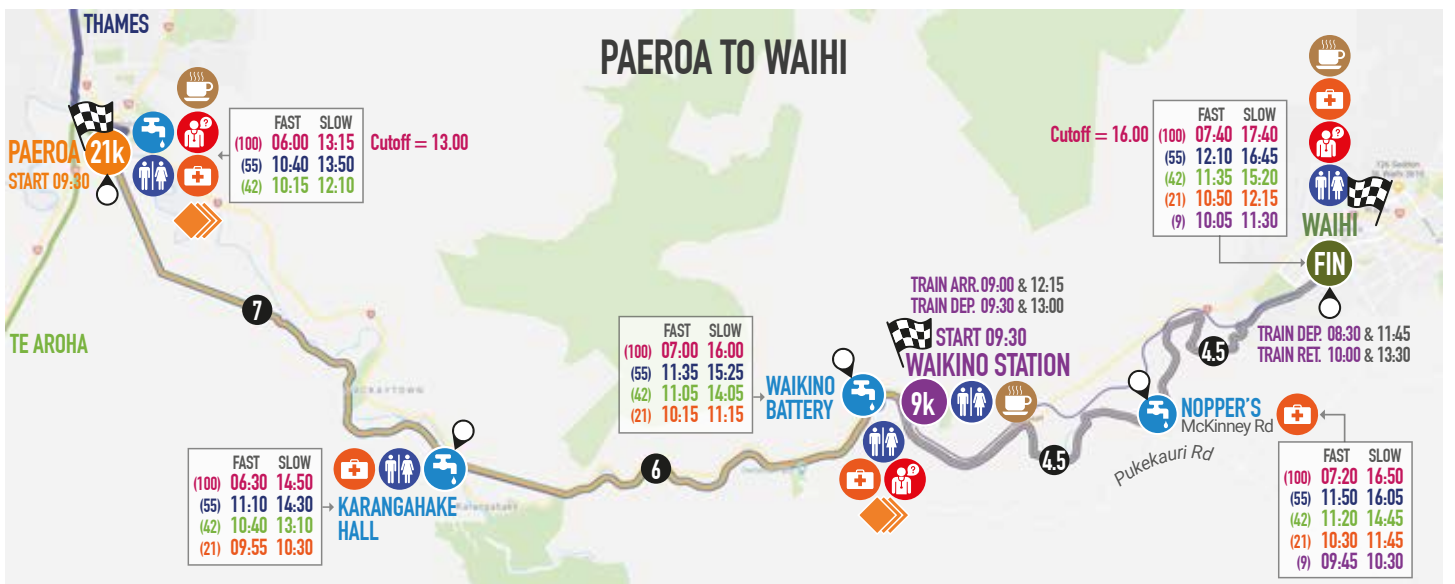 THAMES
PAEROA TO WAIHI
FAST SLOW
(100) 06:00 13:15
(55) 10:40 13:50
(42) 10:15 12:10
Cutoff = 13.00
PAEROA
START 09:30
21k
TE AROHA
7
FAST SLOW
(100) 06:30 14:50
(55) 11:10 14:30
(42) 10:40 13:10
(21) 09:55 10:30
KARANGAHAKE
HALL
6
FAST SLOW
(100) 07:00 16:00
(55) 11:35 15:25
(42) 11:05 14:05
(21) 10:15 11:15
WAIKINO
BATTERY
?
TRAIN ARR. 09:00 & 12:15
TRAIN DEP. 09:30 & 13:00
START 09:30
WAIKINO STATION
9k
4.5
Pukekauri Rd
NOPPER'S
McKinney Rd
FAST SLOW
(100) 07:20 16:50
(55) 11:50 16:05
(42) 11:20 14:45
(21) 10:30 11:45
(9) 09:45 10:30
4.5
Cutoff = 16.00
FAST SLOW
(100) 07:40 17:40
(55) 12:10 16:45
(42) 11:35 15:20
(21) 10:50 12:15
(9) 10:05 11:30
WAIHI
FIN
TRAIN DEP. 08:30 & 11:45
TRAIN RET. 10:00 & 13:30